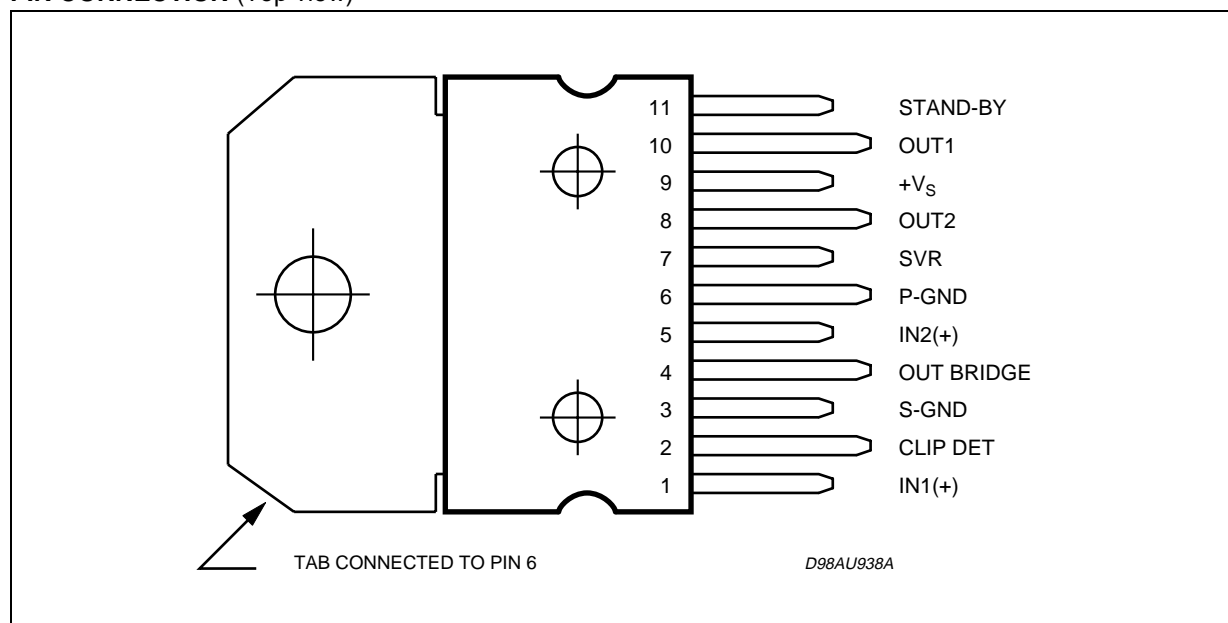 11 STAND-BY
10 OUT1
9 +VS
8 OUT2
7 SVR
6 P-GND
5 IN2(+)
4 OUT BRIDGE
3 S-GND
2 CLIP DET
1 IN1(+)
TAB CONNECTED TO PIN 6
D98AU938A